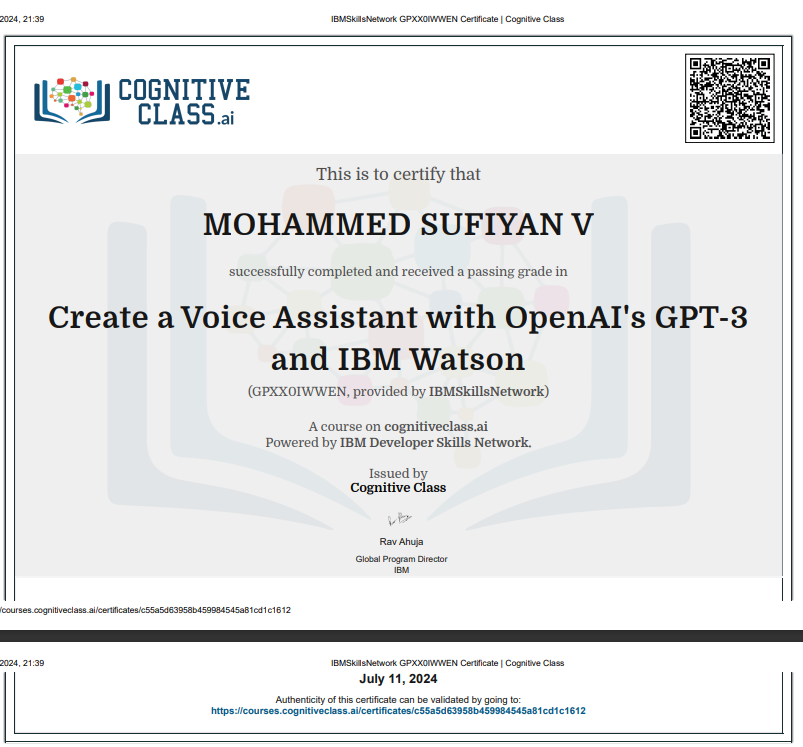 2024, 21:39
IBMSkillsNetwork GPXX0IWWEN Certificate | Cognitive Class
COGNITIVE
CLASS.ai
This is to certify that
MOHAMMED SUFIYAN V
successfully completed and received a passing grade in
Create a Voice Assistant with OpenAI's GPT-3
and IBM Watson
(GPXX0IWWEN, provided by IBMSkillsNetwork)
A course on cognitiveclass.ai
Powered by IBM Developer Skills Network.
Issued by
Cognitive Class
Rav Ahuja
Global Program Director
IBM
/courses.cognitiveclass.ai/certificates/c55a5d63958b459984545a81cd1c1612
2024, 21:39
IBMSkillsNetwork GPXX0IWWEN Certificate | Cognitive Class
July 11, 2024
Authenticity of this certificate can be validated by going to:
https://courses.cognitiveclass.ai/certificates/c55a5d63958b459984545a81cd1c1612